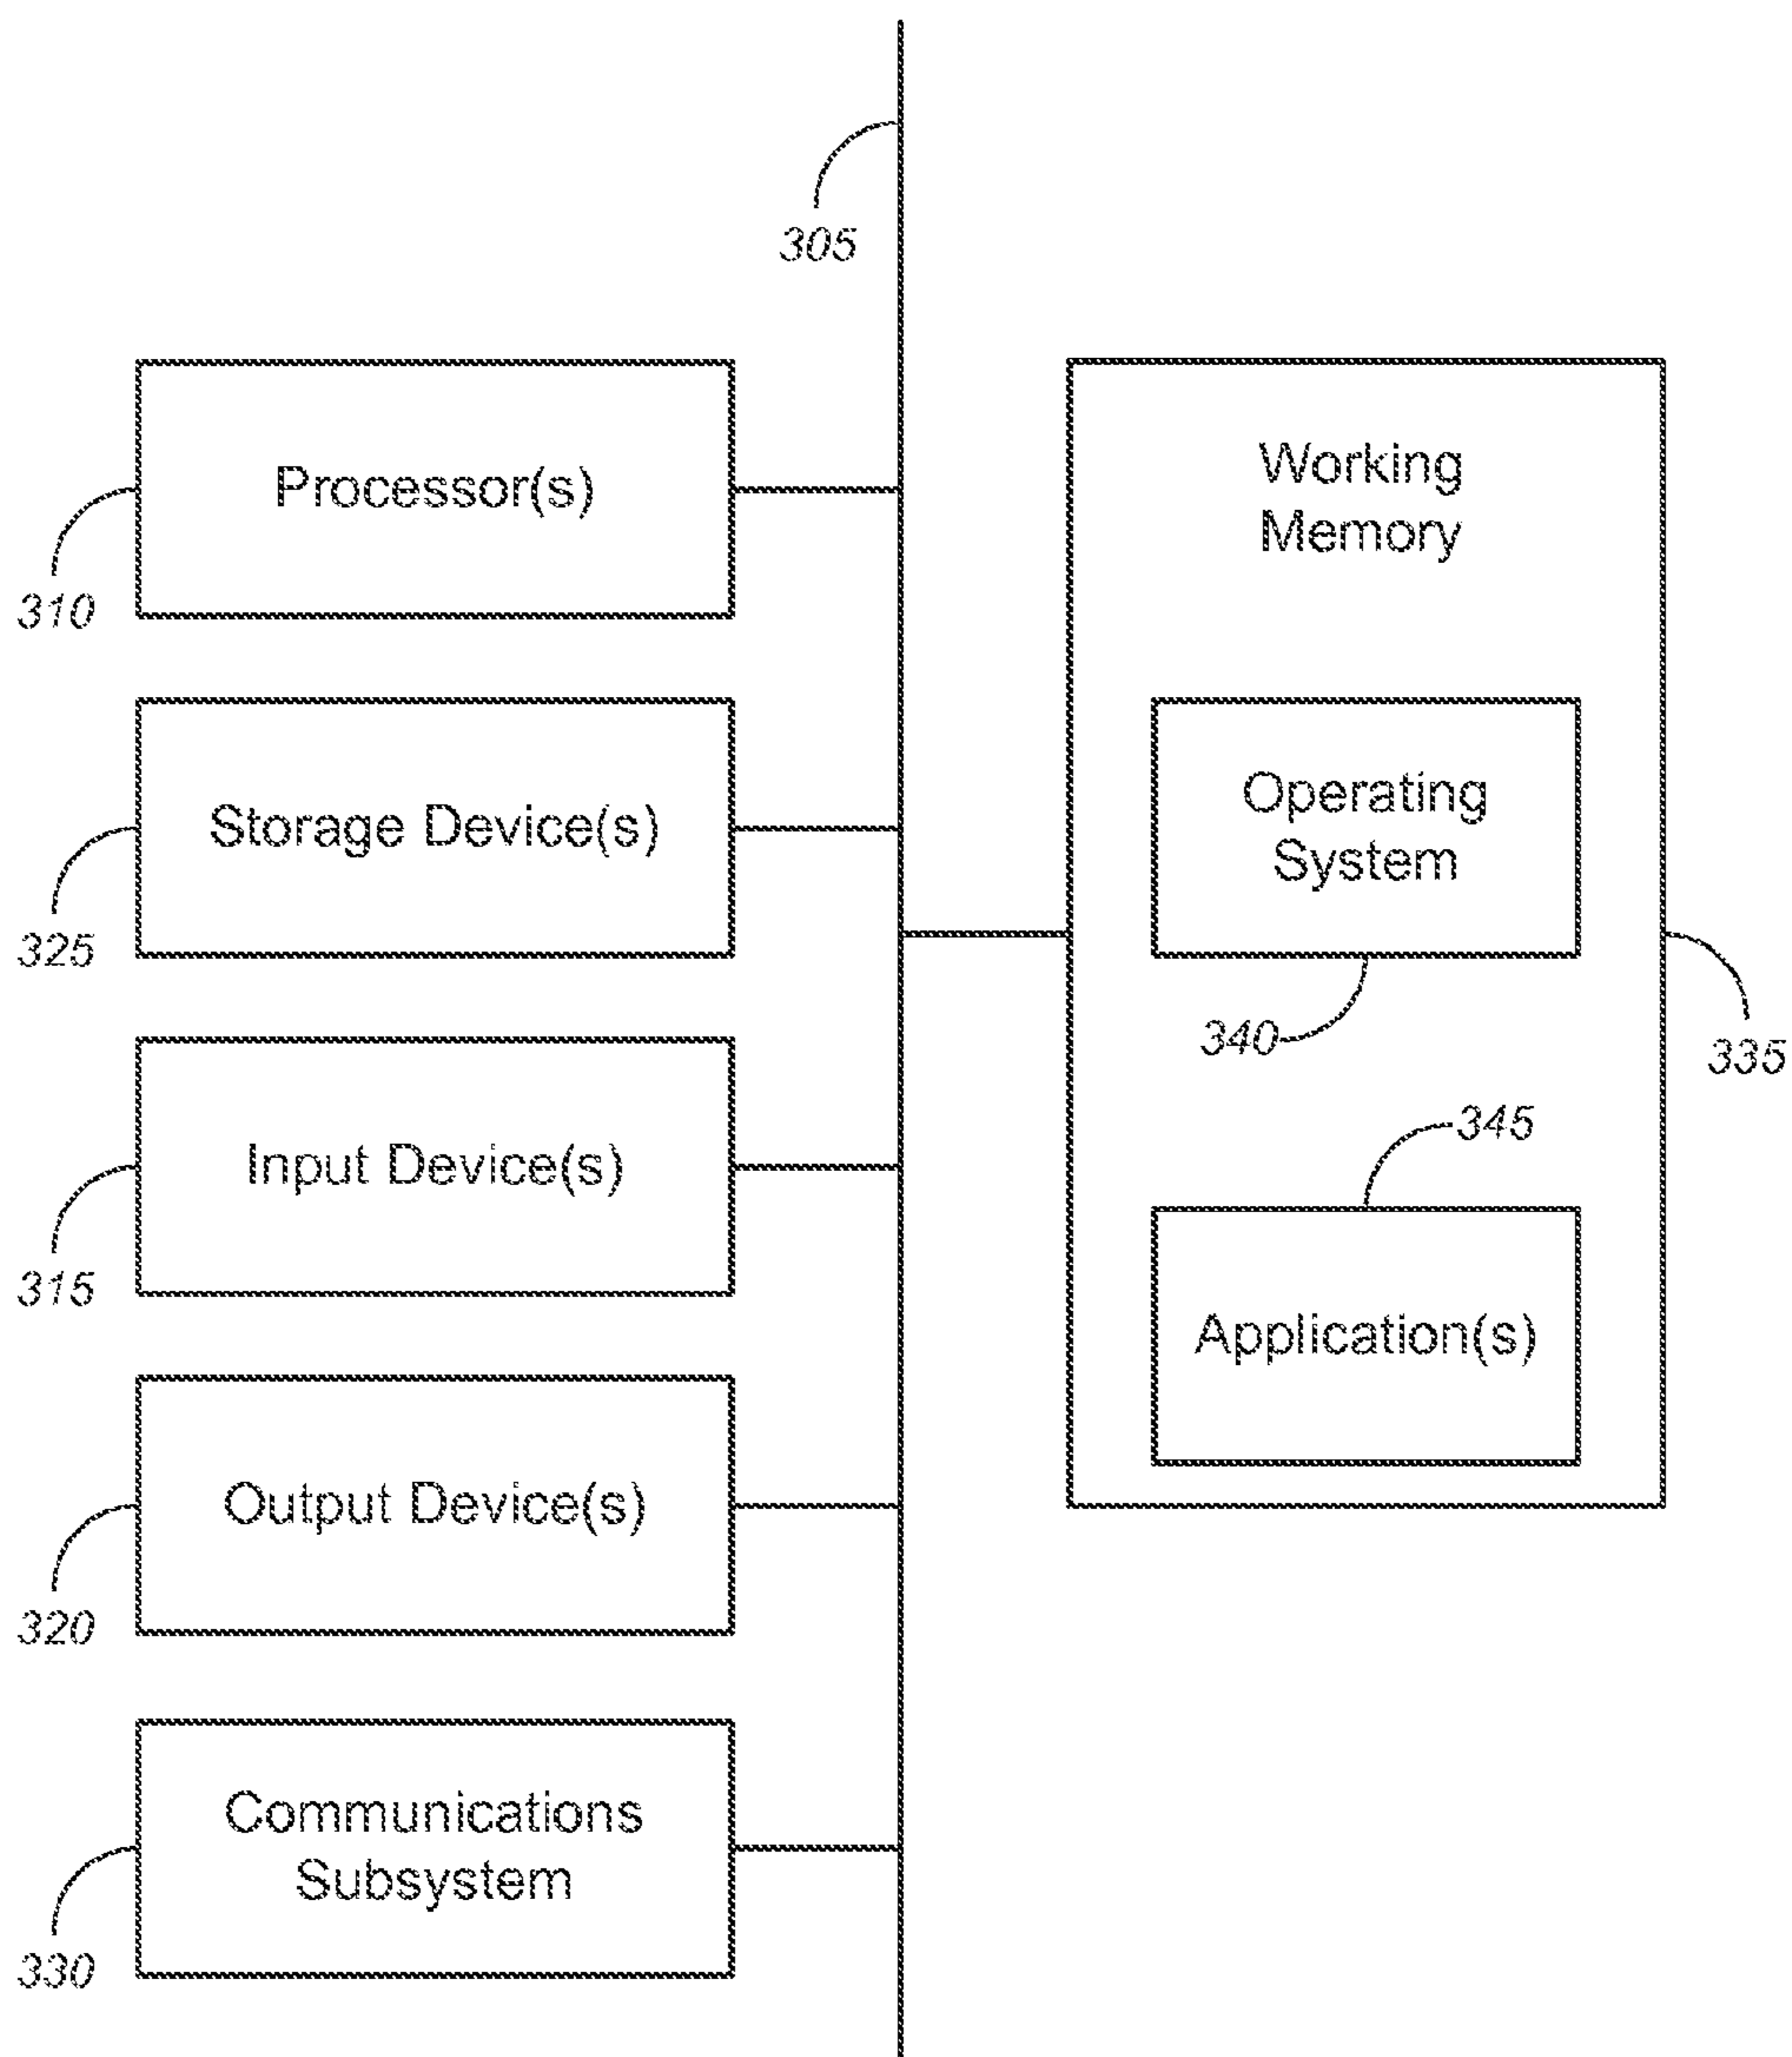 305
Processor(s)
310
Storage Device(s)
325
Input Device(s)
315
Output Device(s)
320
Communications
Subsystem
330
Working
Memory
Operating
System
340
335
345
Application(s)